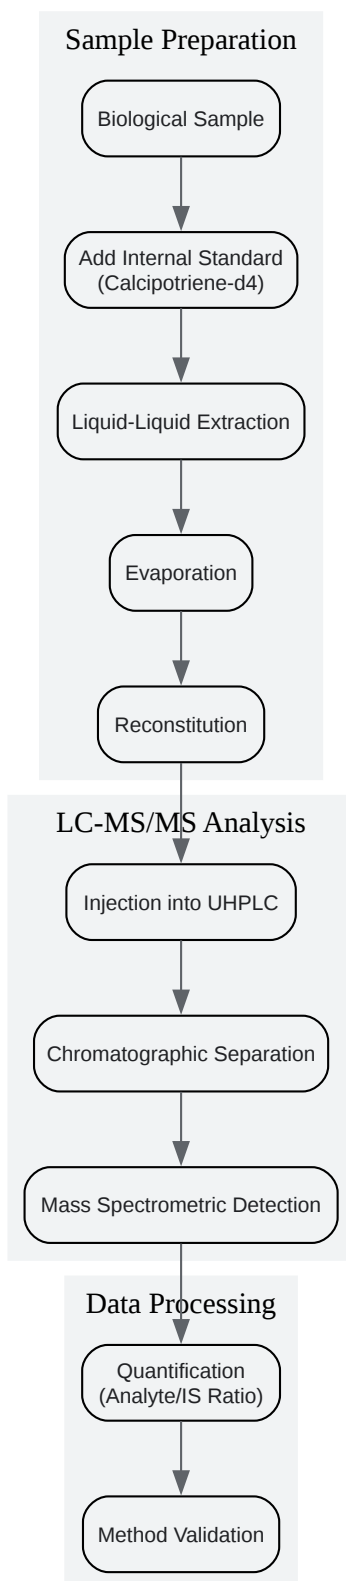 Sample Preparation
Biological Sample
Add Internal Standard
(Calcipotriene-d4)
Liquid-Liquid Extraction
Evaporation
Reconstitution
LC-MS/MS Analysis
Injection into UHPLC
Chromatographic Separation
Mass Spectrometric Detection
Data Processing
Quantification
(Analyte/IS Ratio)
Method Validation